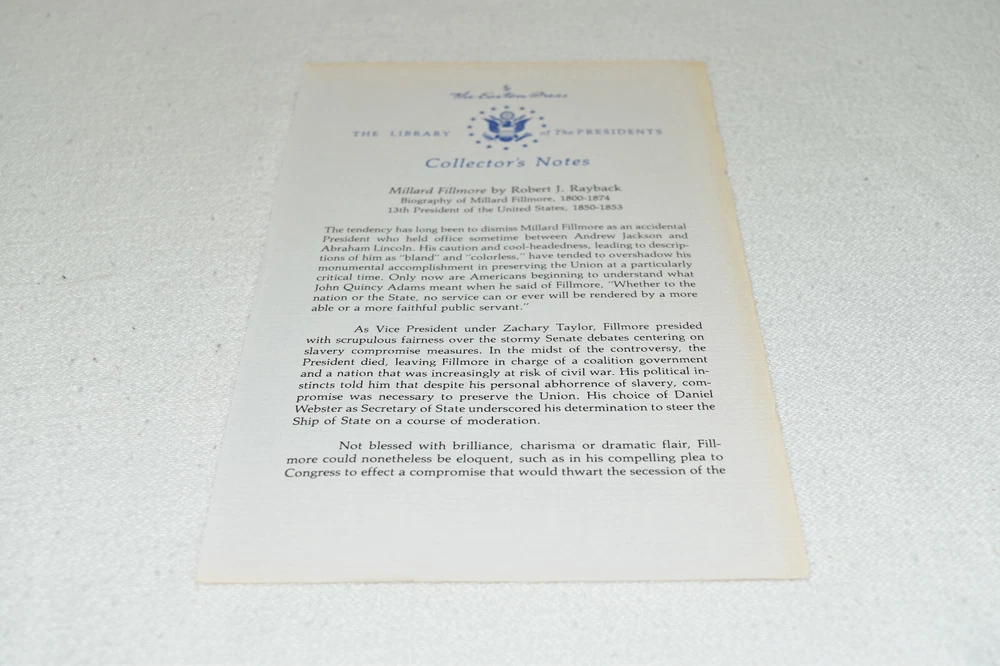 The Easton Press
THE LIBRARY of The PRESIDENTS
Collector's Notes
Millard Fillmore by Robert J. Rayback
Biography of Millard Fillmore, 1800-1874
13th President of the United States, 1850-1853
The tendency has long been to dismiss Millard Fillmore as an accidental
President who held office sometime between Andrew Jackson and
Abraham Lincoln. His caution and cool-headedness, leading to descrip-
tions of him as "bland" and "colorless," have tended to overshadow his
monumental accomplishment in preserving the Union at a particularly
critical time. Only now are Americans beginning to understand what
John Quincy Adams meant when he said of Fillmore, "Whether to the
nation or the State, no service can or ever will be rendered by a more
able or a more faithful public servant."
As Vice President under Zachary Taylor, Fillmore presided
with scrupulous fairness over the stormy Senate debates centering on
slavery compromise measures. In the midst of the controversy, the
President died, leaving Fillmore in charge of a coalition government
and a nation that was increasingly at risk of civil war. His political in-
stincts told him that despite his personal abhorrence of slavery, com-
promise was necessary to preserve the Union. His choice of Daniel
Webster as Secretary of State underscored his determination to steer the
Ship of State on a course of moderation.
Not blessed with brilliance, charisma or dramatic flair, Fill-
more could nonetheless be eloquent, such as in his compelling plea to
Congress to effect a compromise that would thwart the secession of the